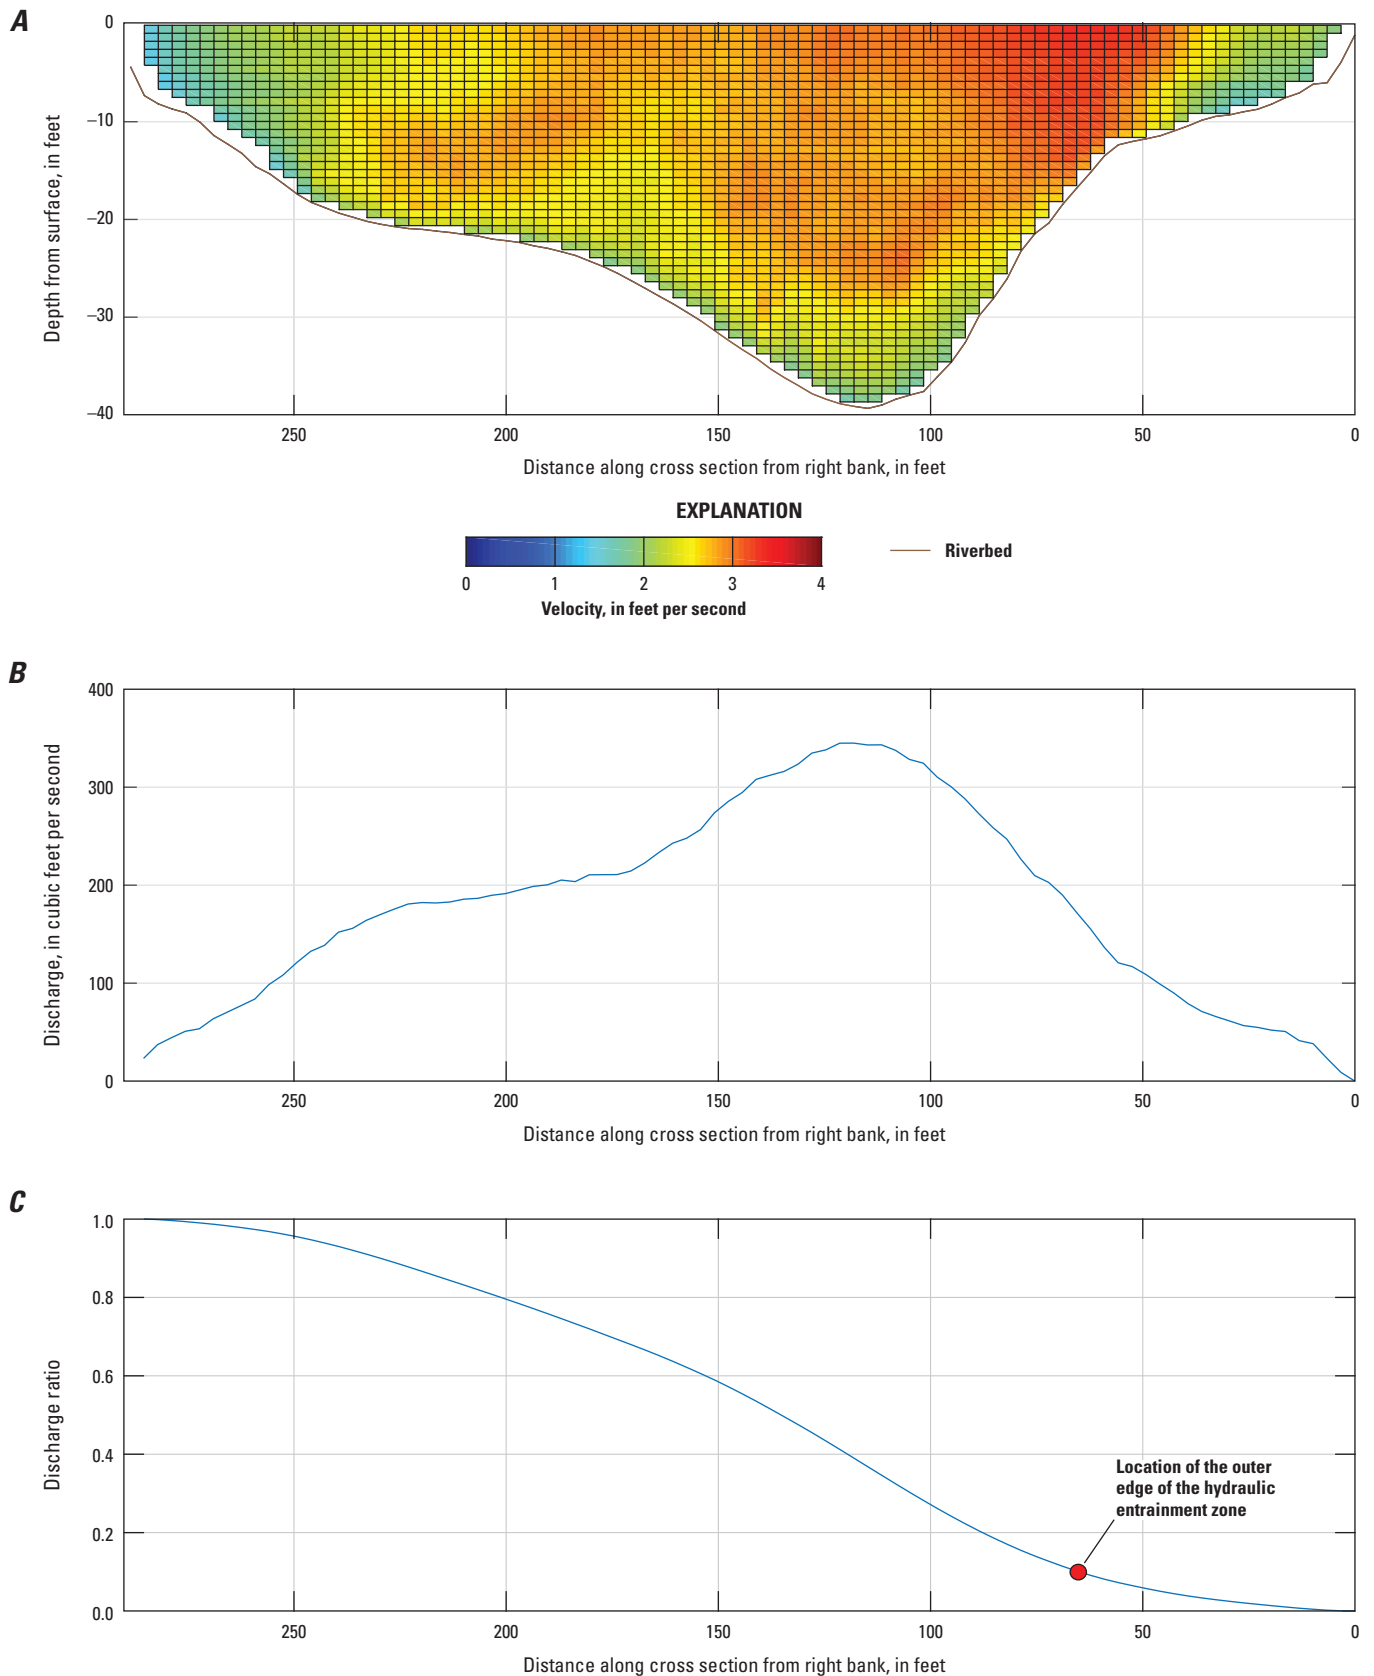 A
0
–10
–20
–30
–40
Depth from surface, in feet
250 200 150 100 50 0
Distance along cross section from right bank, in feet
EXPLANATION
0 1 2 3 4
Velocity, in feet per second
Riverbed
B
400
300
200
100
0
Discharge, in cubic feet per second
250 200 150 100 50 0
Distance along cross section from right bank, in feet
C
1.0
0.8
0.6
0.4
0.2
0.0
Discharge ratio
Location of the outer
edge of the hydraulic
entrainment zone
250 200 150 100 50 0
Distance along cross section from right bank, in feet